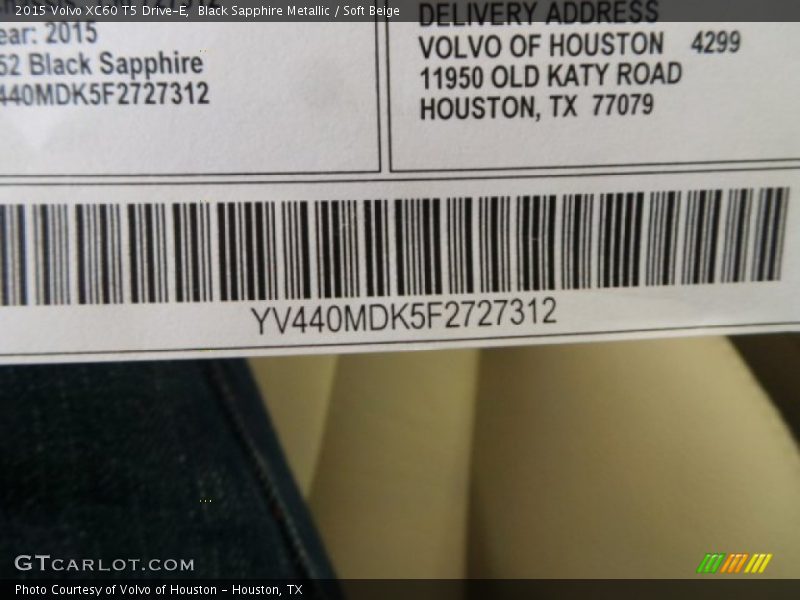 2015 Volvo XC60 T5 Drive-E, Black Sapphire Metallic / Soft Beige
DELIVERY ADDRESS
ear: 2015
VOLVO OF HOUSTON 4299
52 Black Sapphire
11950 OLD KATY ROAD
440MDK5F2727312
HOUSTON, TX 77079
YV440MDK5F2727312
GTCARLOT.COM
Photo Courtesy of Volvo of Houston - Houston, TX